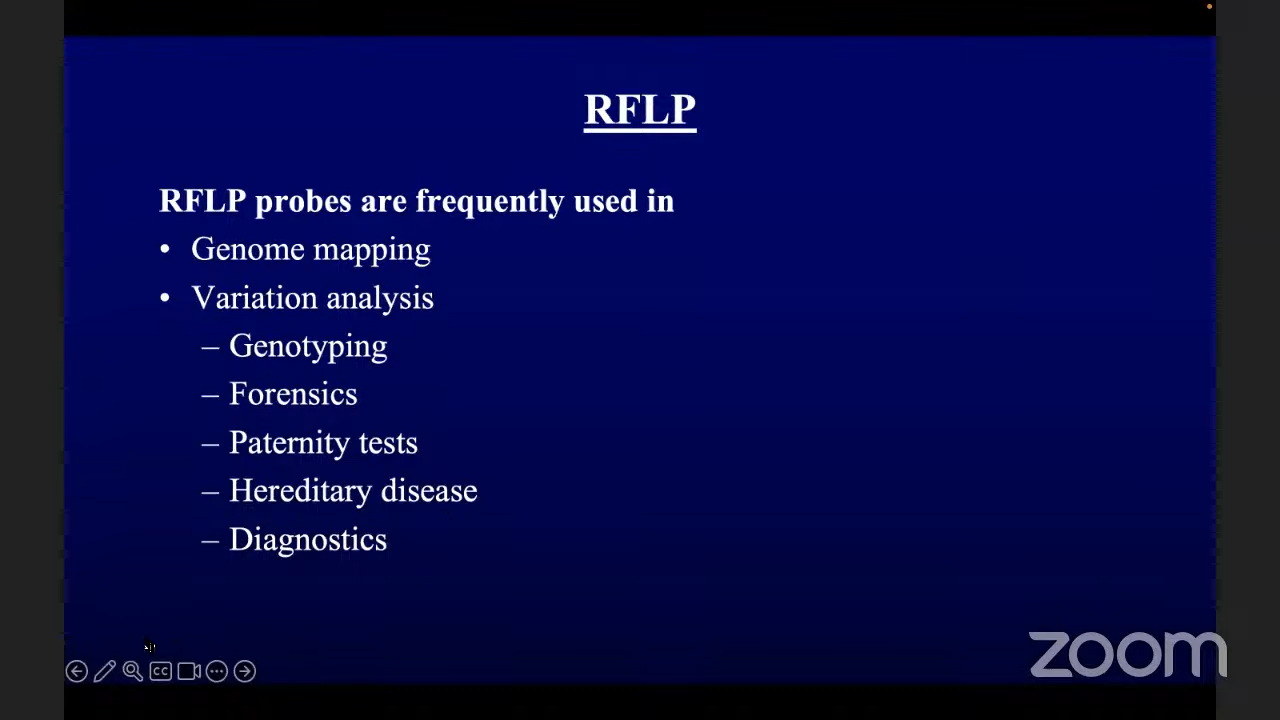 RFLP
RFLP probes are frequently used in
• Genome mapping
• Variation analysis
– Genotyping
– Forensics
– Paternity tests
– Hereditary disease
– Diagnostics
CC
zoom